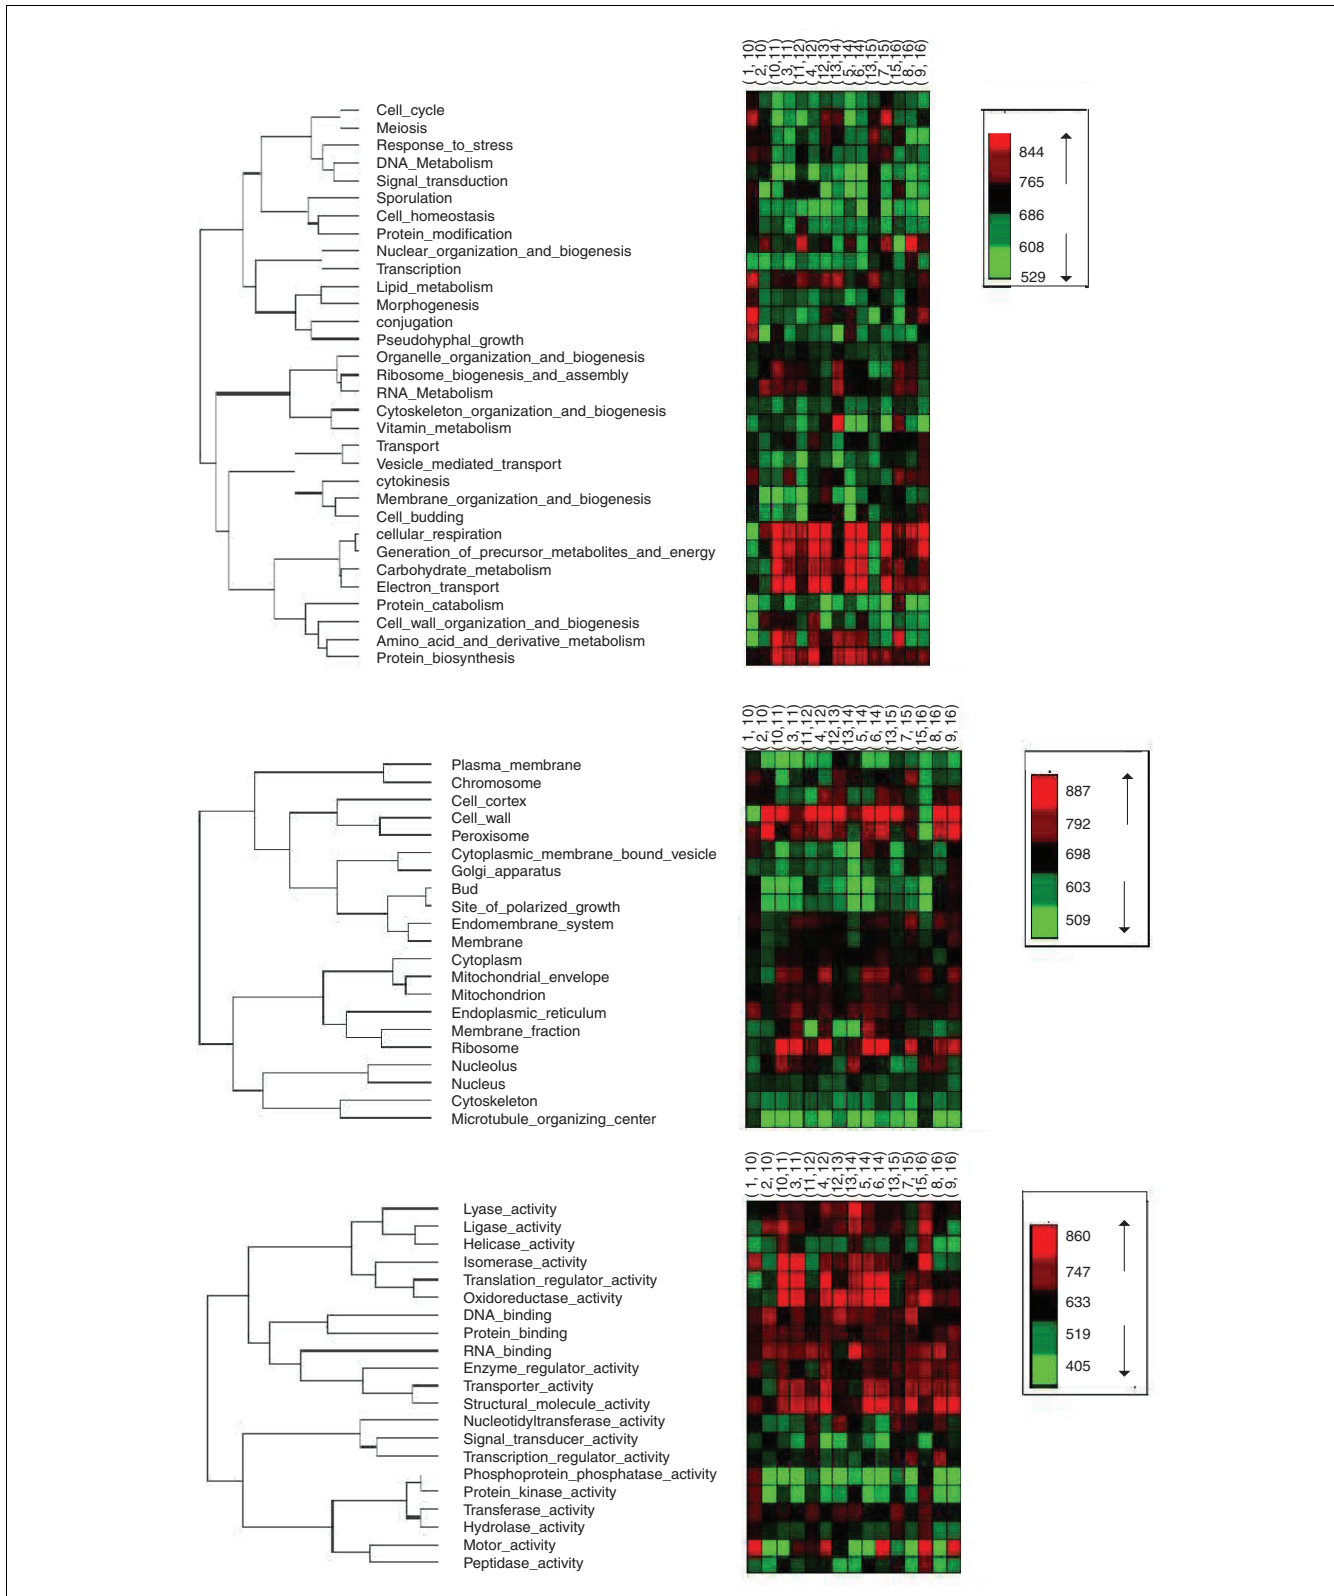 ( 1, 10)
( 2, 10)
(10, 11)
( 3, 11)
(11, 12)
( 4, 12)
(12, 13)
(13, 14)
( 5, 14)
( 6, 14)
(13, 15)
( 7, 15)
(15, 16)
( 8, 16)
( 9, 16)
Cell_cycle
Meiosis
Response_to_stress
DNA_Metabolism
Signal_transduction
Sporulation
Cell_homeostasis
Protein_modification
Nuclear_organization_and_biogenesis
Transcription
Lipid_metabolism
Morphogenesis
conjugation
Pseudohyphal_growth
Organelle_organization_and_biogenesis
Ribosome_biogenesis_and_assembly
RNA_Metabolism
Cytoskeleton_organization_and_biogenesis
Vitamin_metabolism
Transport
Vesicle_mediated_transport
cytokinesis
Membrane_organization_and_biogenesis
Cell_budding
cellular_respiration
Generation_of_precursor_metabolites_and_energy
Carbohydrate_metabolism
Electron_transport
Protein_catabolism
Cell_wall_organization_and_biogenesis
Amino_acid_and_derivative_metabolism
Protein_biosynthesis
844
765
686
608
529
( 1, 10)
( 2, 10)
(10, 11)
( 3, 11)
(11, 12)
( 4, 12)
(12, 13)
(13, 14)
( 5, 14)
( 6, 14)
(13, 15)
( 7, 15)
(15, 16)
( 8, 16)
( 9, 16)
Plasma_membrane
Chromosome
Cell_cortex
Cell_wall
Peroxisome
Cytoplasmic_membrane_bound_vesicle
Golgi_apparatus
Bud
Site_of_polarized_growth
Endomembrane_system
Membrane
Cytoplasm
Mitochondrial_envelope
Mitochondrion
Endoplasmic_reticulum
Membrane_fraction
Ribosome
Nucleolus
Nucleus
Cytoskeleton
Microtubule_organizing_center
887
792
698
603
509
( 1, 10)
( 2, 10)
(10, 11)
( 3, 11)
(11, 12)
( 4, 12)
(12, 13)
(13, 14)
( 5, 14)
( 6, 14)
(13, 15)
( 7, 15)
(15, 16)
( 8, 16)
( 9, 16)
Lyase_activity
Ligase_activity
Helicase_activity
Isomerase_activity
Translation_regulator_activity
Oxidoreductase_activity
DNA_binding
Protein_binding
RNA_binding
Enzyme_regulator_activity
Transporter_activity
Structural_molecule_activity
Nucleotidyltransferase_activity
Signal_transducer_activity
Transcription_regulator_activity
Phosphoprotein_phosphatase_activity
Protein_kinase_activity
Transferase_activity
Hydrolase_activity
Motor_activity
Peptidase_activity
860
747
633
519
405